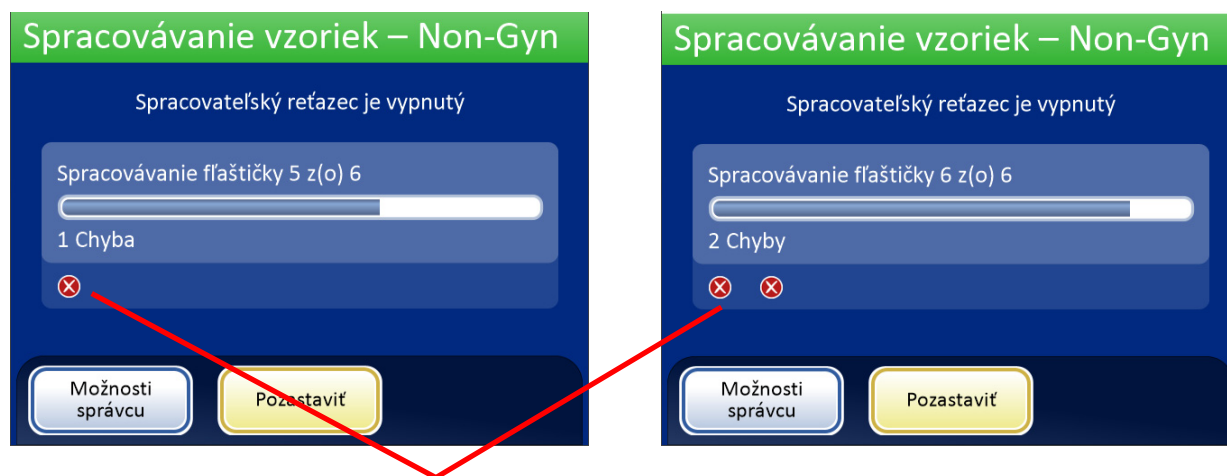 Spracovávanie vzoriek – Non-Gyn
Spracovateľský reťazec je vypnutý
Spracovávanie fľaštičky 5 z(o) 6
1 Chyba
Možnosti
správcu
Pozastaviť
Spracovávanie vzoriek – Non-Gyn
Spracovateľský reťazec je vypnutý
Spracovávanie fľaštičky 6 z(o) 6
2 Chyby
Možnosti
správcu
Pozastaviť